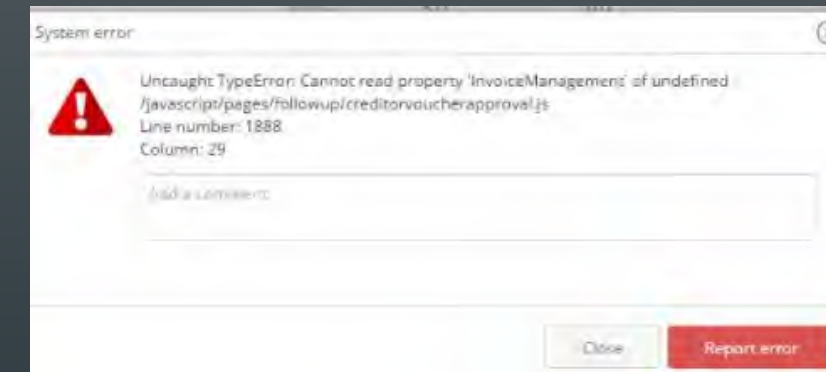 System error
Uncaught TypeError: Cannot read property 'InvoiceManagement' of undefined
/javascript/pages/followup/creditorvoucherapproval.js
Line number: 1888
Column: 29
Add a comment
Close
Report error